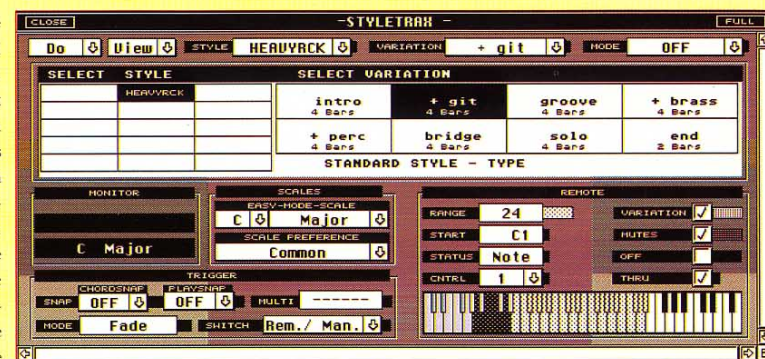 CLOSE -STYLETRAX - FULL
Do View STYLE HEAVYRCK VARIATION + git MODE OFF
SELECT STYLE SELECT VARIATION
HEAVYRCK
intro + git groove + brass
4 Bars 4 Bars 4 Bars 4 Bars
+ perc bridge solo end
4 Bars 4 Bars 4 Bars 2 Bars
STANDARD STYLE - TYPE
MONITOR SCALES REMOTE
EASY-MODE-SCALE
C Major
SCALE PREFERENCE
Common
C Major
RANGE 24 VARIATION
START C1 MUTES
STATUS Note OFF
CNTRL 1 THRU
TRIGGER
CHORDSNAP PLAYSNAP
SNAP OFF OFF MULTI ------
MODE Fade SWITCH Rem./ Man.